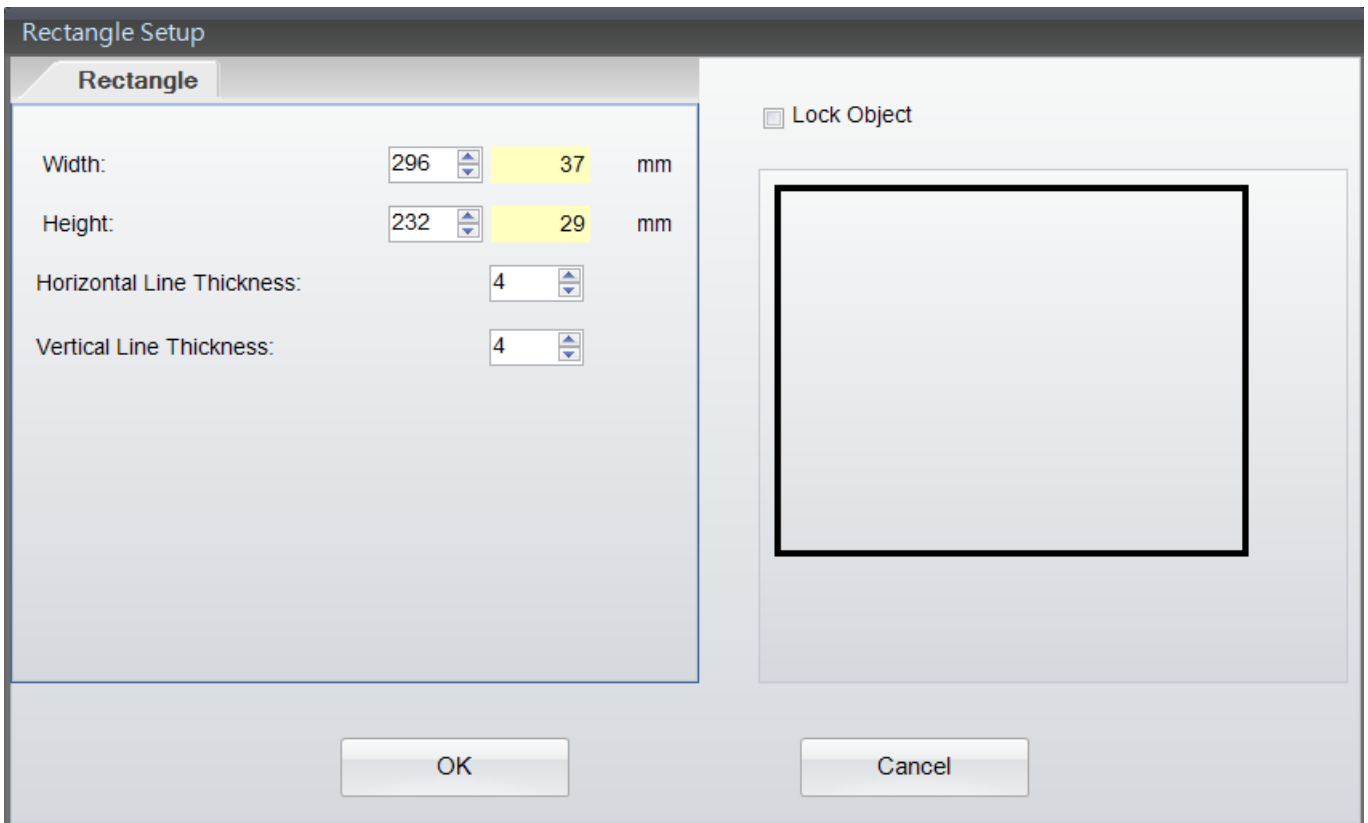 Rectangle Setup
Rectangle
Lock Object
Width: 296 37 mm
Height: 232 29 mm
Horizontal Line Thickness: 4
Vertical Line Thickness: 4
OK Cancel